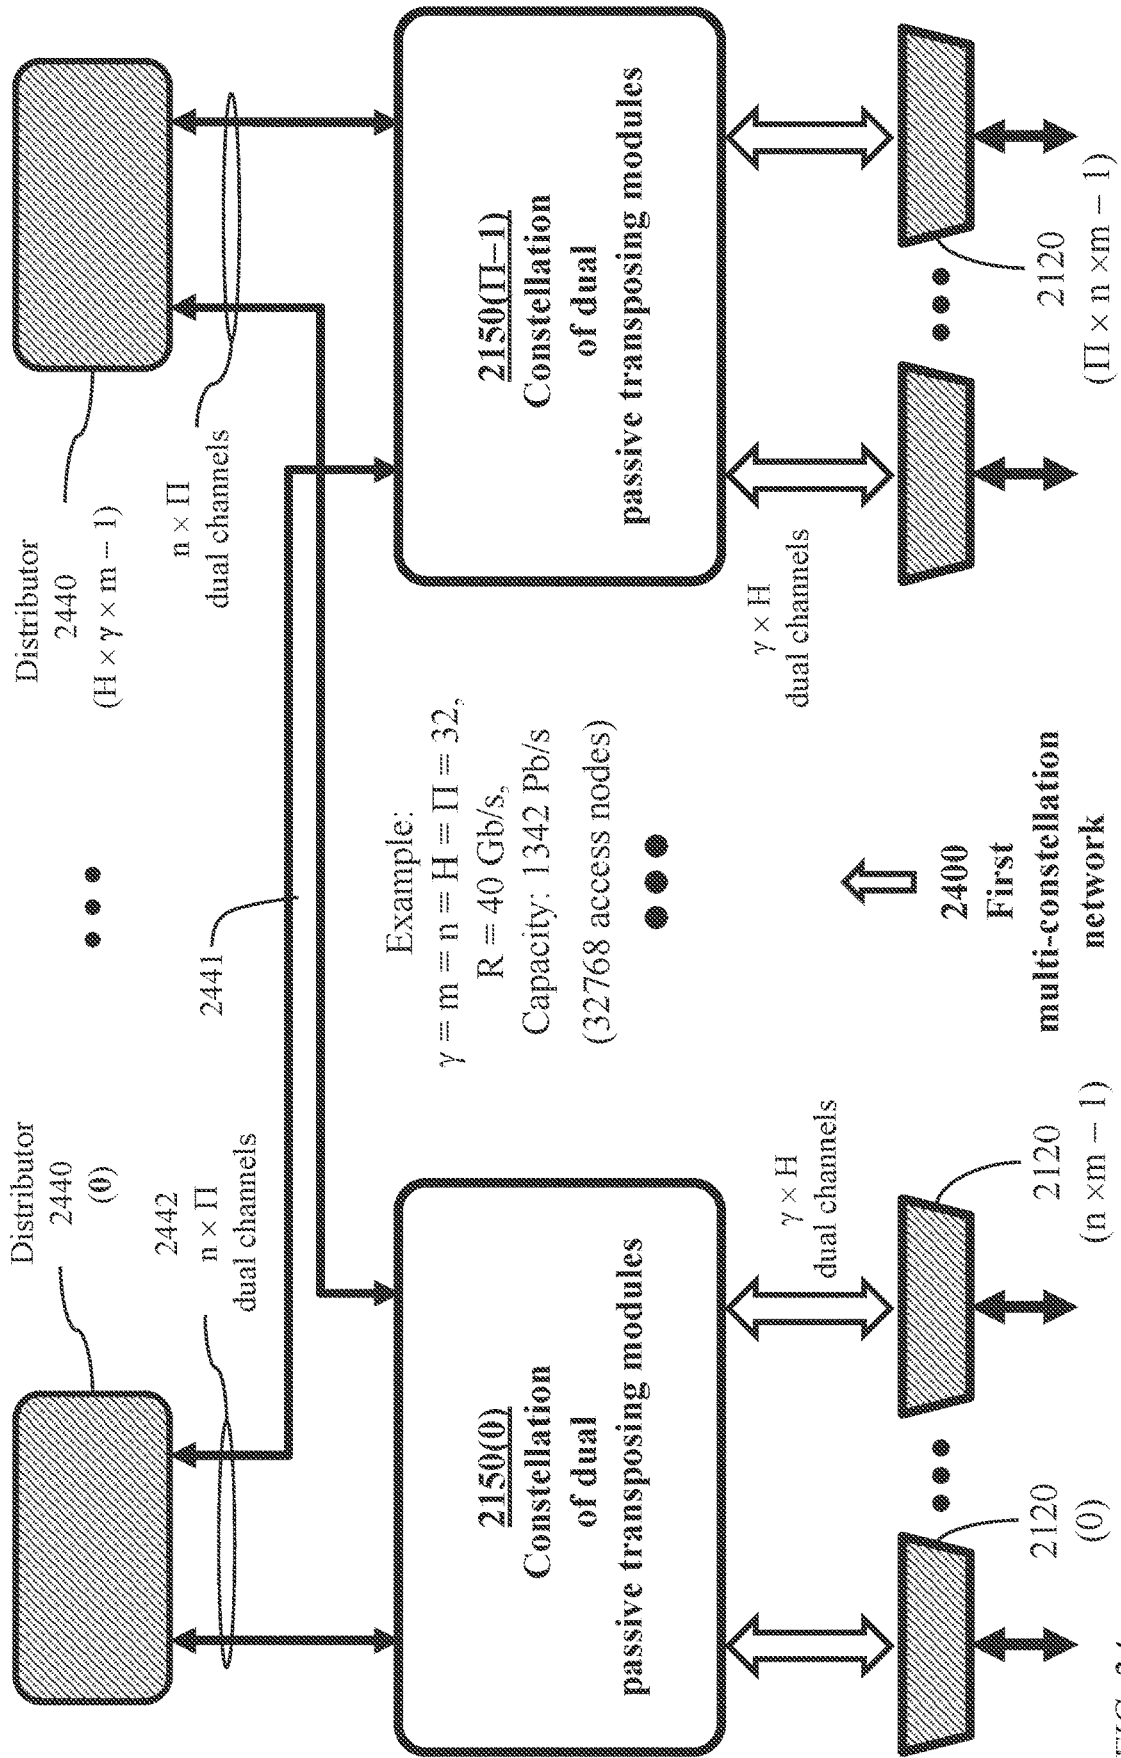 Distributor
2440
(0)
2442
n × Π
dual channels
Distributor
2440
(H × γ × m − 1)
n × Π
dual channels
2441
2150(0)
Constellation
of dual
passive transposing modules
Example:
γ = m = n = H = Π = 32,
R = 40 Gb/s,
Capacity: 1342 Pb/s
(32768 access nodes)
2150(Π−1)
Constellation
of dual
passive transposing modules
γ × H
dual channels
γ × H
dual channels
2120
(0)
2120
(n ×m − 1)
2400
First
multi-constellation
network
2120
(Π × n ×m − 1)
FIG.